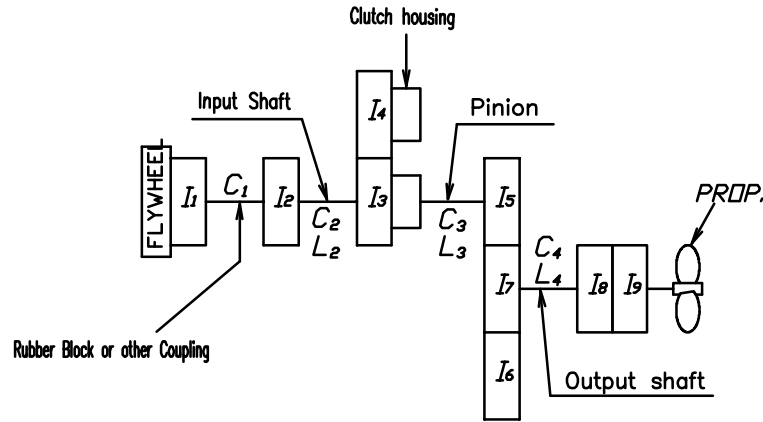 Clutch housing
Input Shaft
Pinion
FLYWHEEL
I1
C1
I2
C2
L2
I4
I3
C3
L3
I5
I7
I6
C4
L4
I8
I9
PROP.
Rubber Block or other Coupling
Output shaft